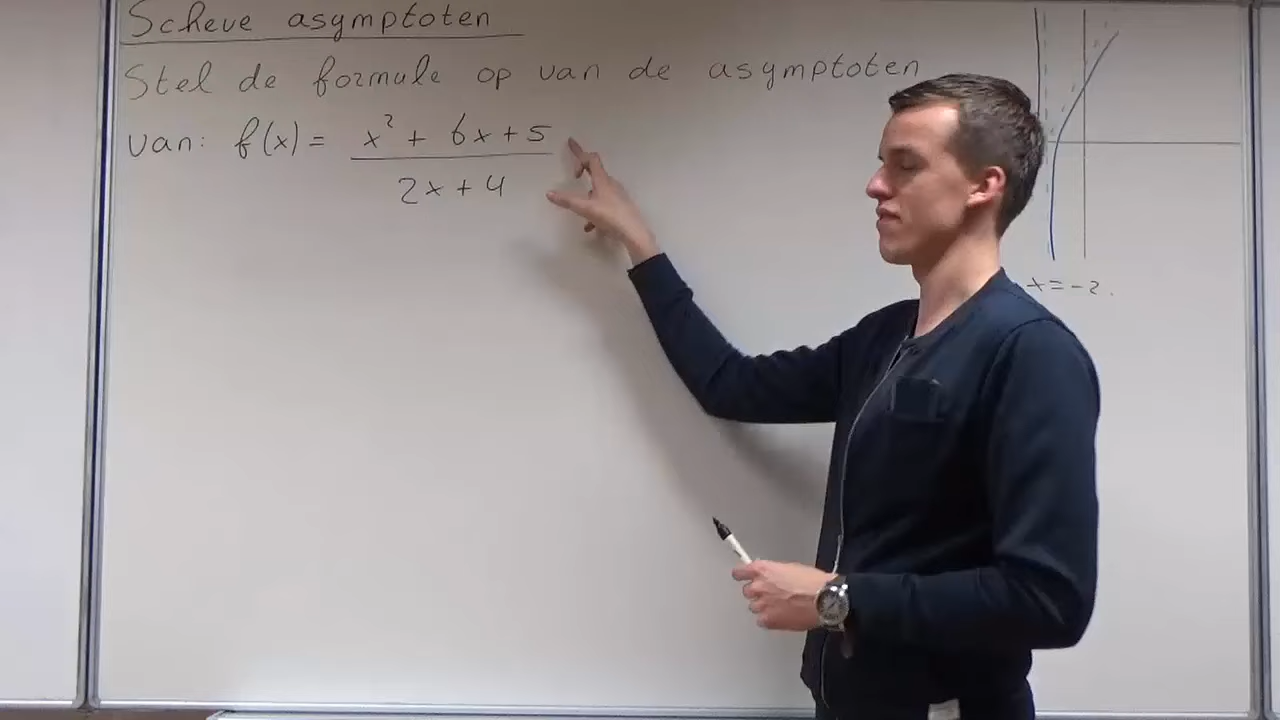 Scheve asymptoten
Stel de formule op van de asymptoten
van: f(x) = x² + 6x + 5
2x + 4
x = -2.